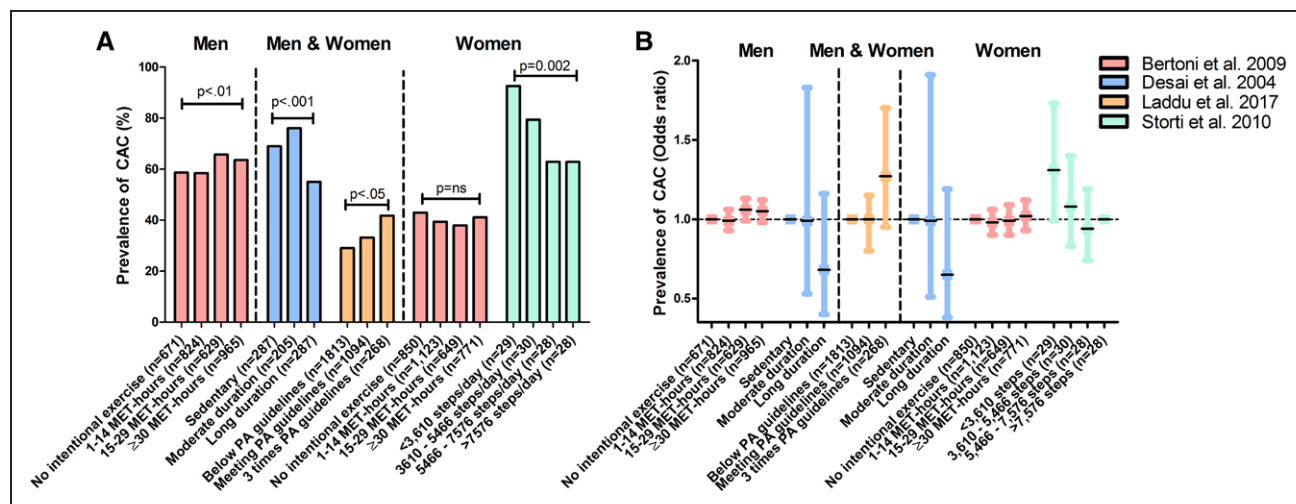 A
Men
Men & Women
Women
Prevalence of CAC (%)
100
80
60
40
20
0
p<.01
p<.001
p<.05
p=ns
p=0.002
No intentional exercise (n=671)
1-14 MET-hours (n=824)
15-29 MET-hours (n=629)
≥30 MET-hours (n=965)
Sedentary (n=287)
Moderate duration (n=205)
Long duration (n=287)
Below PA guidelines (n=1813)
Meeting PA guidelines (n=1094)
3 times PA guidelines (n=268)
No intentional exercise (n=850)
1-14 MET-hours (n=1,123)
15-29 MET-hours (n=649)
≥30 MET-hours (n=771)
<3,610 steps/day (n=29)
3610 - 5466 steps/day (n=30)
5466 - 7576 steps/day (n=28)
>7576 steps/day (n=28)
B
Men
Men & Women
Women
Prevalence of CAC (Odds ratio)
2.0
1.5
1.0
0.5
No intentional exercise (n=671)
1-14 MET-hours (n=824)
15-29 MET-hours (n=629)
≥30 MET-hours (n=965)
Sedentary
Moderate duration
Long duration
Below PA guidelines (n=1813)
Meeting PA guidelines (n=1094)
3 times PA guidelines (n=268)
Sedentary
Moderate duration
Long duration
No intentional exercise (n=850)
1-14 MET-hours (n=1,123)
15-29 MET-hours (n=649)
≥30 MET-hours (n=771)
<3,610 steps (n=29)
3,610 - 5,466 steps (n=30)
5,466 - 7,576 steps (n=28)
>7,576 steps (n=28)
Bertoni et al. 2009
Desai et al. 2004
Laddu et al. 2017
Storti et al. 2010